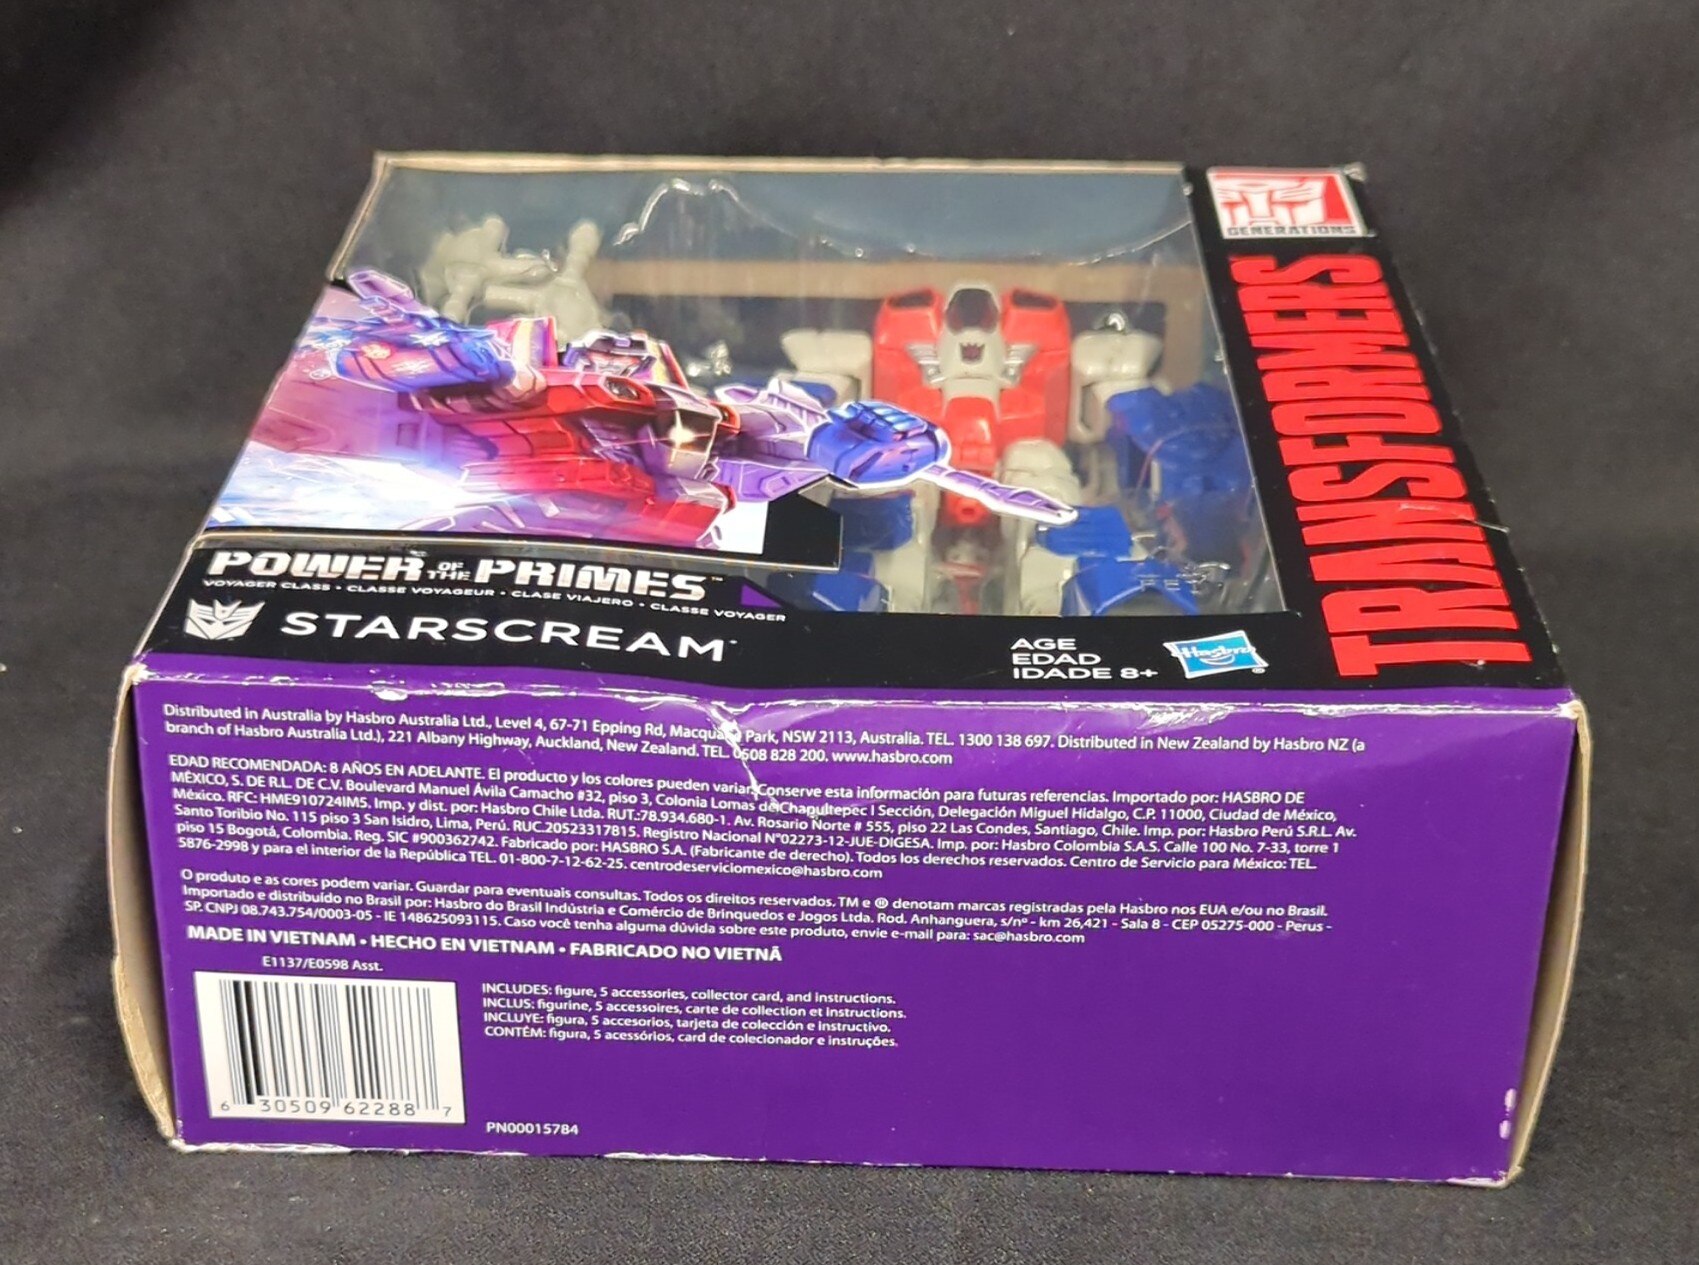 GENERATIONS
TRANSFORMERS
POWER OF THE PRIMES™
VOYAGER CLASS • CLASSE VOYAGEUR • CLASE VIAJERO • CLASSE VOYAGER
STARSCREAM™
AGE
EDAD
IDADE 8+
Hasbro®
Distributed in Australia by Hasbro Australia Ltd., Level 4, 67-71 Epping Rd, Macquarie Park, NSW 2113, Australia. TEL. 1300 138 697. Distributed in New Zealand by Hasbro NZ (a
branch of Hasbro Australia Ltd.), 221 Albany Highway, Auckland, New Zealand. TEL. 0508 828 200. www.hasbro.com
EDAD RECOMENDADA: 8 AÑOS EN ADELANTE. El producto y los colores pueden variar. Conserve esta información para futuras referencias. Importado por: HASBRO DE
MÉXICO, S. DE R.L. DE C.V. Boulevard Manuel Ávila Camacho #32, piso 3, Colonia Lomas de Chapultepec I Sección, Delegación Miguel Hidalgo, C.P. 11000, Ciudad de México,
México. RFC: HME910724IM5. Imp. y dist. por: Hasbro Chile Ltda. RUT.:78.934.680-1. Av. Rosario Norte # 555, piso 22 Las Condes, Santiago, Chile. Imp. por: Hasbro Perú S.R.L. Av.
Santo Toribio No. 115 piso 3 San Isidro, Lima, Perú. RUC.20523317815. Registro Nacional N°02273-12-JUE-DIGESA. Imp. por: Hasbro Colombia S.A.S. Calle 100 No. 7-33, torre 1
piso 15 Bogotá, Colombia. Reg. SIC #900362742. Fabricado por: HASBRO S.A. (Fabricante de derecho). Todos los derechos reservados. Centro de Servicio para México: TEL.
5876-2998 y para el interior de la República TEL. 01-800-7-12-62-25. centrodeserviciomexico@hasbro.com
O produto e as cores podem variar. Guardar para eventuais consultas. Todos os direitos reservados. TM e ® denotam marcas registradas pela Hasbro nos EUA e/ou no Brasil.
Importado e distribuído no Brasil por: Hasbro do Brasil Indústria e Comércio de Brinquedos e Jogos Ltda. Rod. Anhanguera, s/nº - km 26,421 - Sala 8 - CEP 05275-000 - Perus -
SP. CNPJ 08.743.754/0003-05 - IE 148625093115. Caso você tenha alguma dúvida sobre este produto, envie e-mail para: sac@hasbro.com
MADE IN VIETNAM • HECHO EN VIETNAM • FABRICADO NO VIETNÃ
E1137/E0598 Asst.
INCLUDES: figure, 5 accessories, collector card, and instructions.
INCLUS: figurine, 5 accessoires, carte de collection et instructions.
INCLUYE: figura, 5 accesorios, tarjeta de colección e instructivo.
CONTÉM: figura, 5 acessórios, card de colecionador e instruções.
6 30509 62288 7
PN00015784